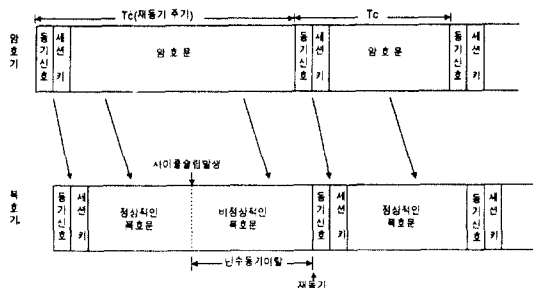 Tc(재동기 주기)
Tc
암호기
동기신호
세션 키
암 호 문
동기신호
세션 키
암 호 문
동기신호
세션 키
사이클슬립발생
복호기
동기신호
세션 키
정상적인
복호문
비정상적인
복호문
동기신호
세션 키
정상적인
복호문
동기신호
세션 키
난수동기이탈
재동기